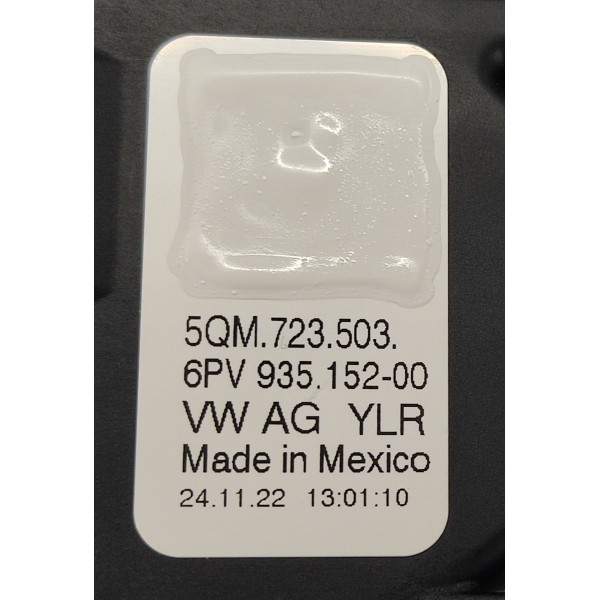 5QM.723.503.
6PV 935.152-00
VW AG YLR
Made in Mexico
24.11.22 13:01:10